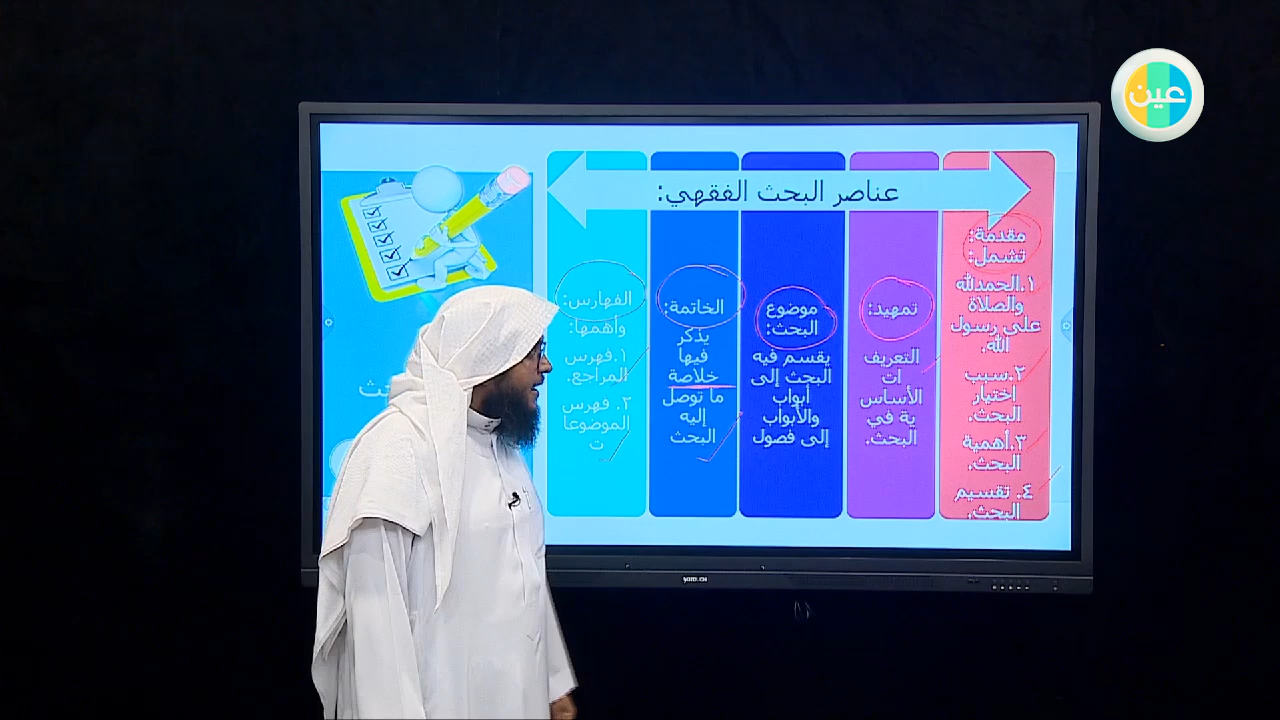 عين
عناصر البحث الفقهي:
مقدمة:
تشمل:
١.الحمدلله
والصلاة
على رسول
الله.
٢.سبب
اختيار
البحث.
٣.أهمية
البحث.
٤. تقسيم
البحث.
تمهيد:
التعريف
ات
الأساس
ية في
البحث.
موضوع
البحث:
يقسم فيه
البحث إلى
أبواب
والأبواب
إلى فصول
الخاتمة:
يذكر
فيها
خلاصة
ما توصل
إليه
البحث
الفهارس:
وأهمها:
١.فهرس
المراجع.
٢. فهرس
الموضوعا
ت